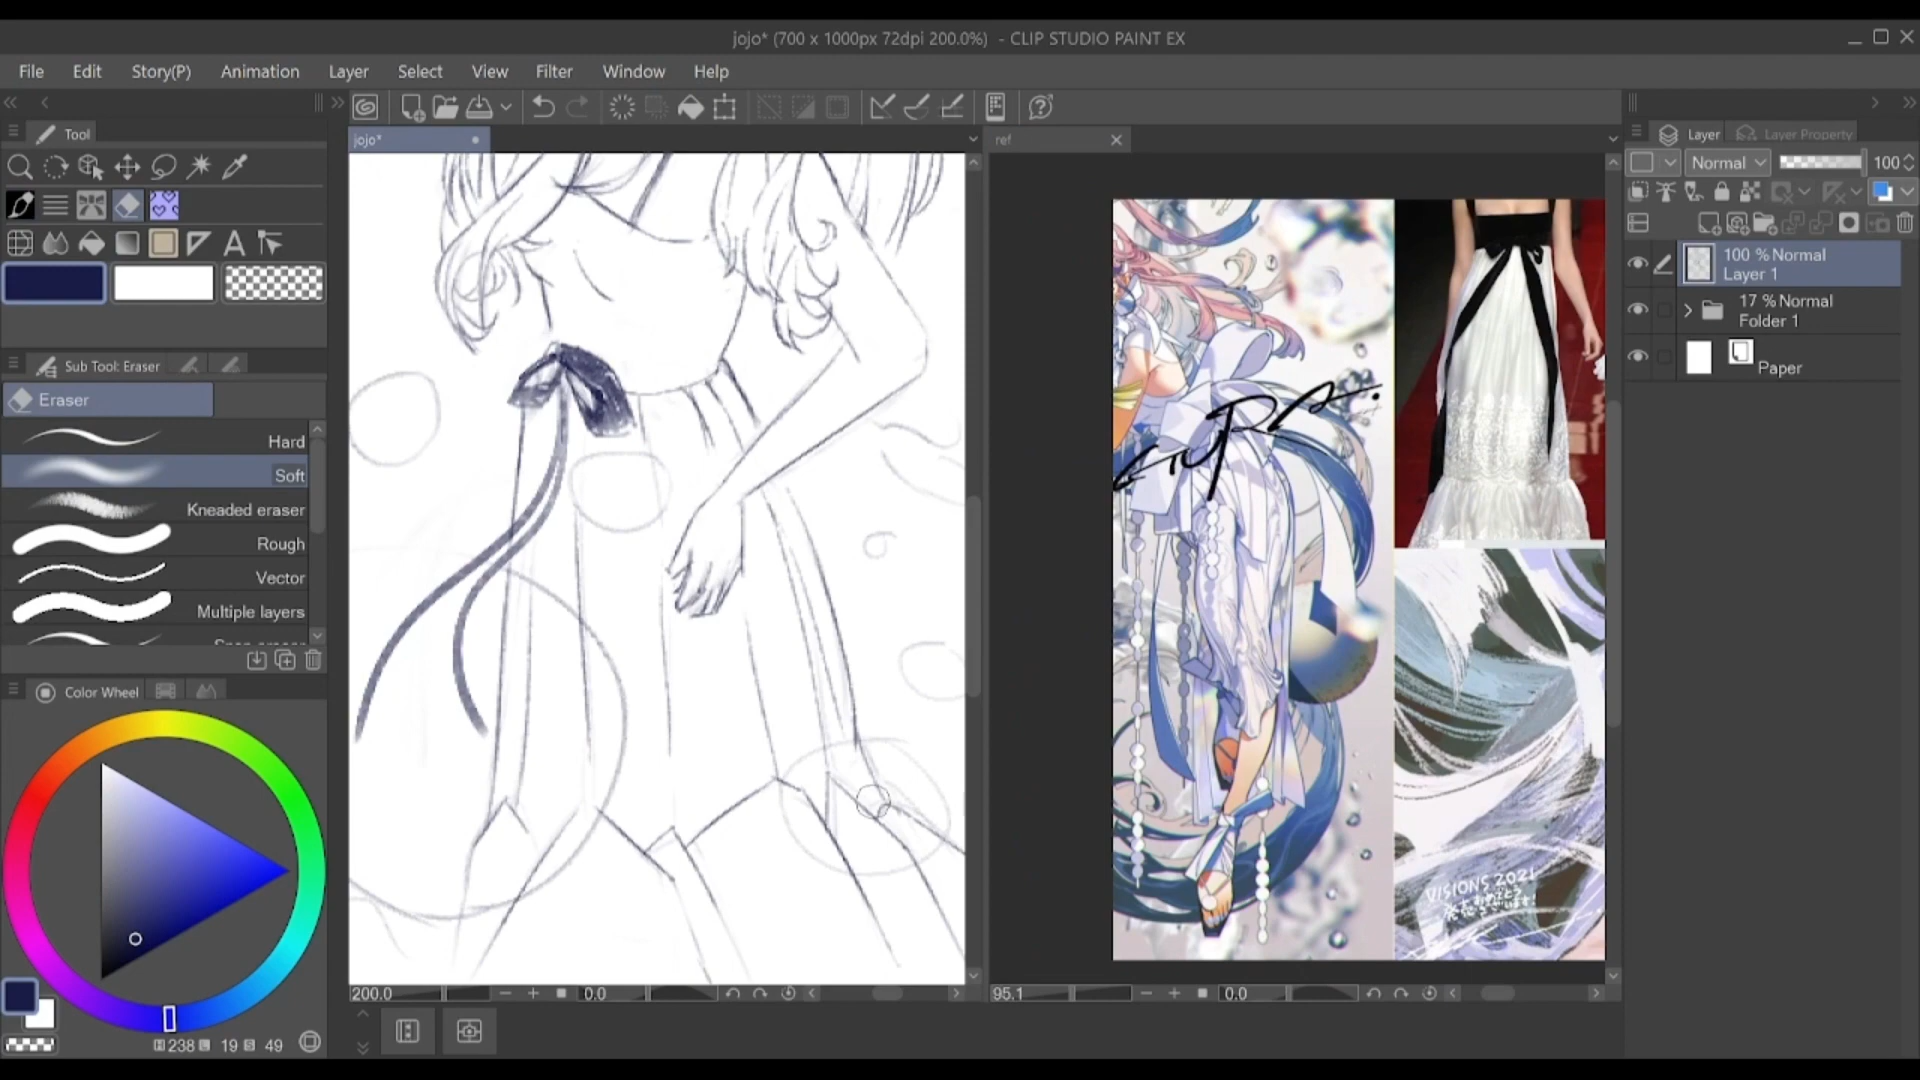 jojo* (700 x 1000px 72dpi 200.0%) - CLIP STUDIO PAINT EX
File Edit Story(P) Animation Layer Select View Filter Window Help
Tool
jojo*
ref
Layer Layer Property
Normal 100
100 % Normal
Layer 1
17 % Normal
Folder 1
Paper
Sub Tool: Eraser
Eraser
Hard
Soft
Kneaded eraser
Rough
Vector
Multiple layers
Color Wheel
238 19 49
200.0 0.0
95.1 0.0
VISIONS 2021